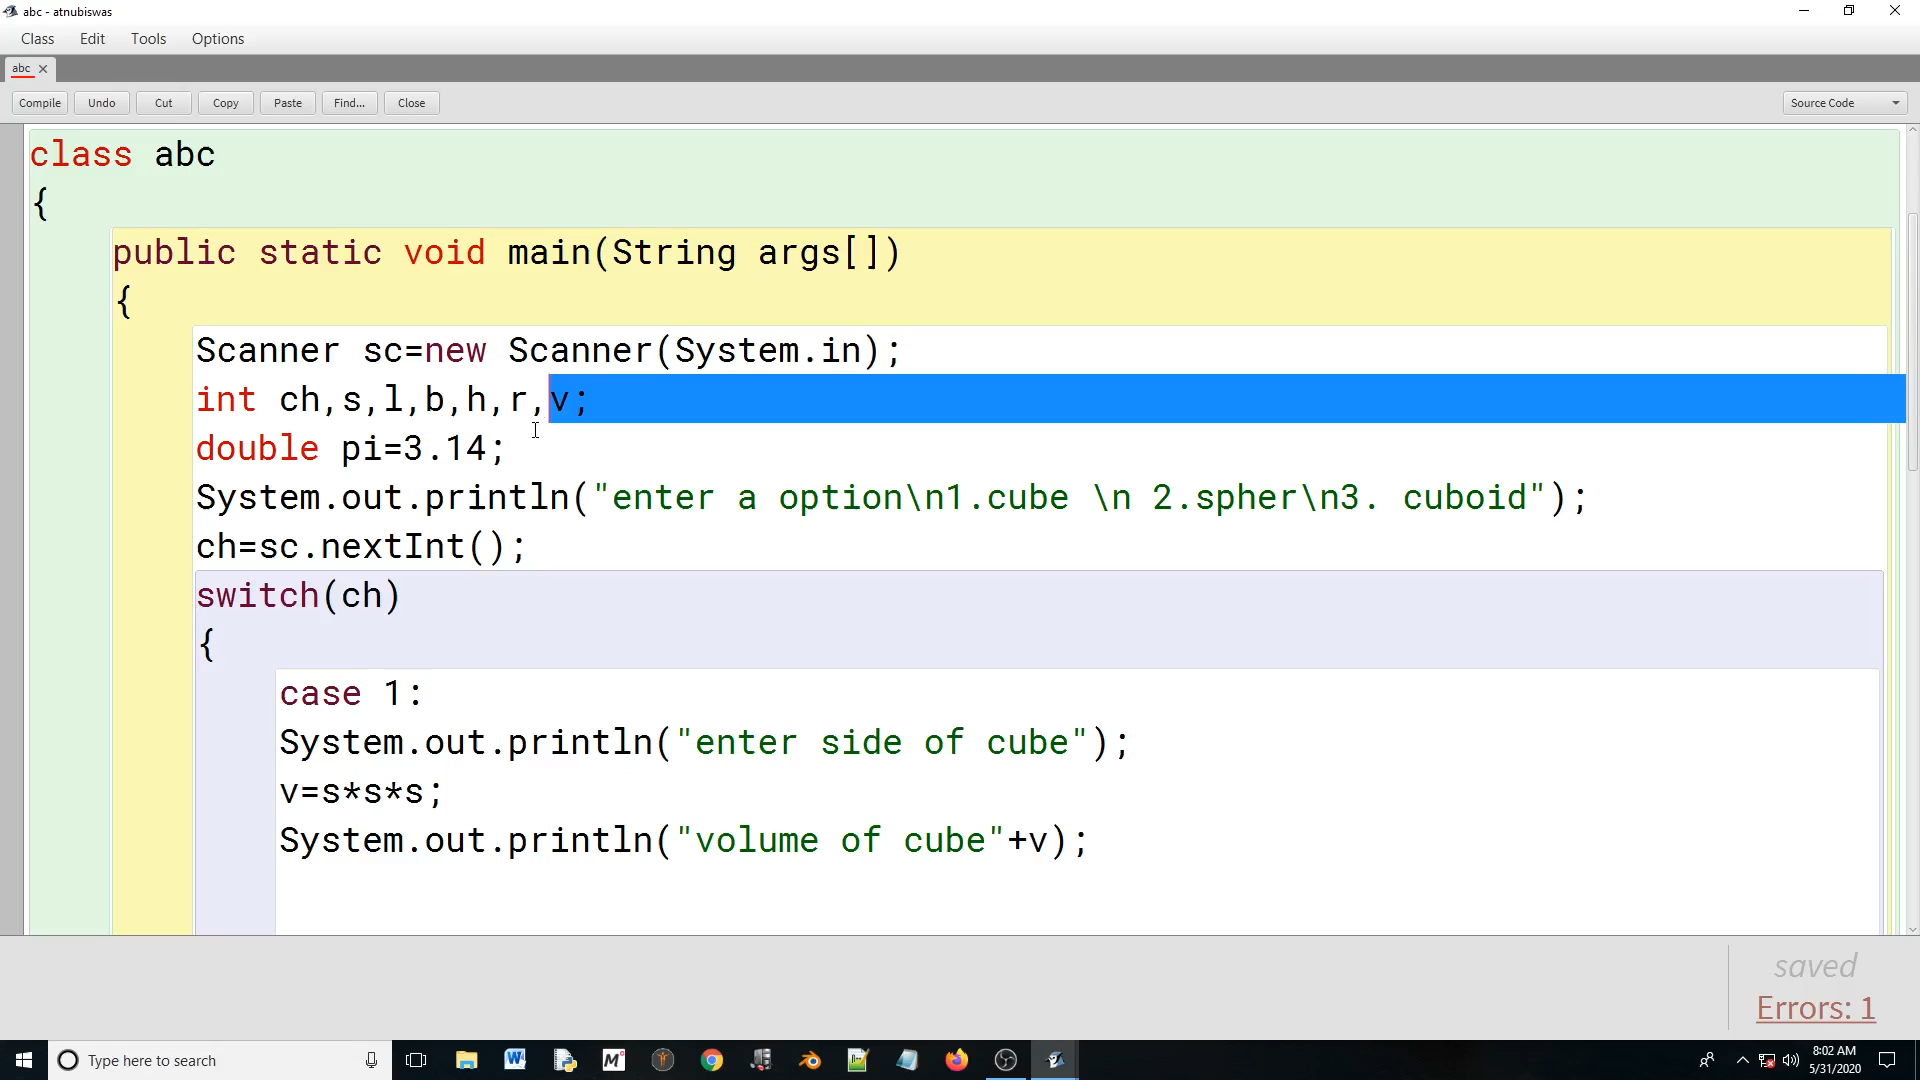 abc - atnubiswas
Class Edit Tools Options
abc
Compile Undo Cut Copy Paste Find... Close Source Code
class abc
{
public static void main(String args[])
{
Scanner sc=new Scanner(System.in);
int ch,s,l,b,h,r,v;
double pi=3.14;
System.out.println("enter a option\n1.cube \n 2.spher\n3. cuboid");
ch=sc.nextInt();
switch(ch)
{
case 1:
System.out.println("enter side of cube");
v=s*s*s;
System.out.println("volume of cube"+v);
saved
Errors: 1
Type here to search
8:02 AM
5/31/2020